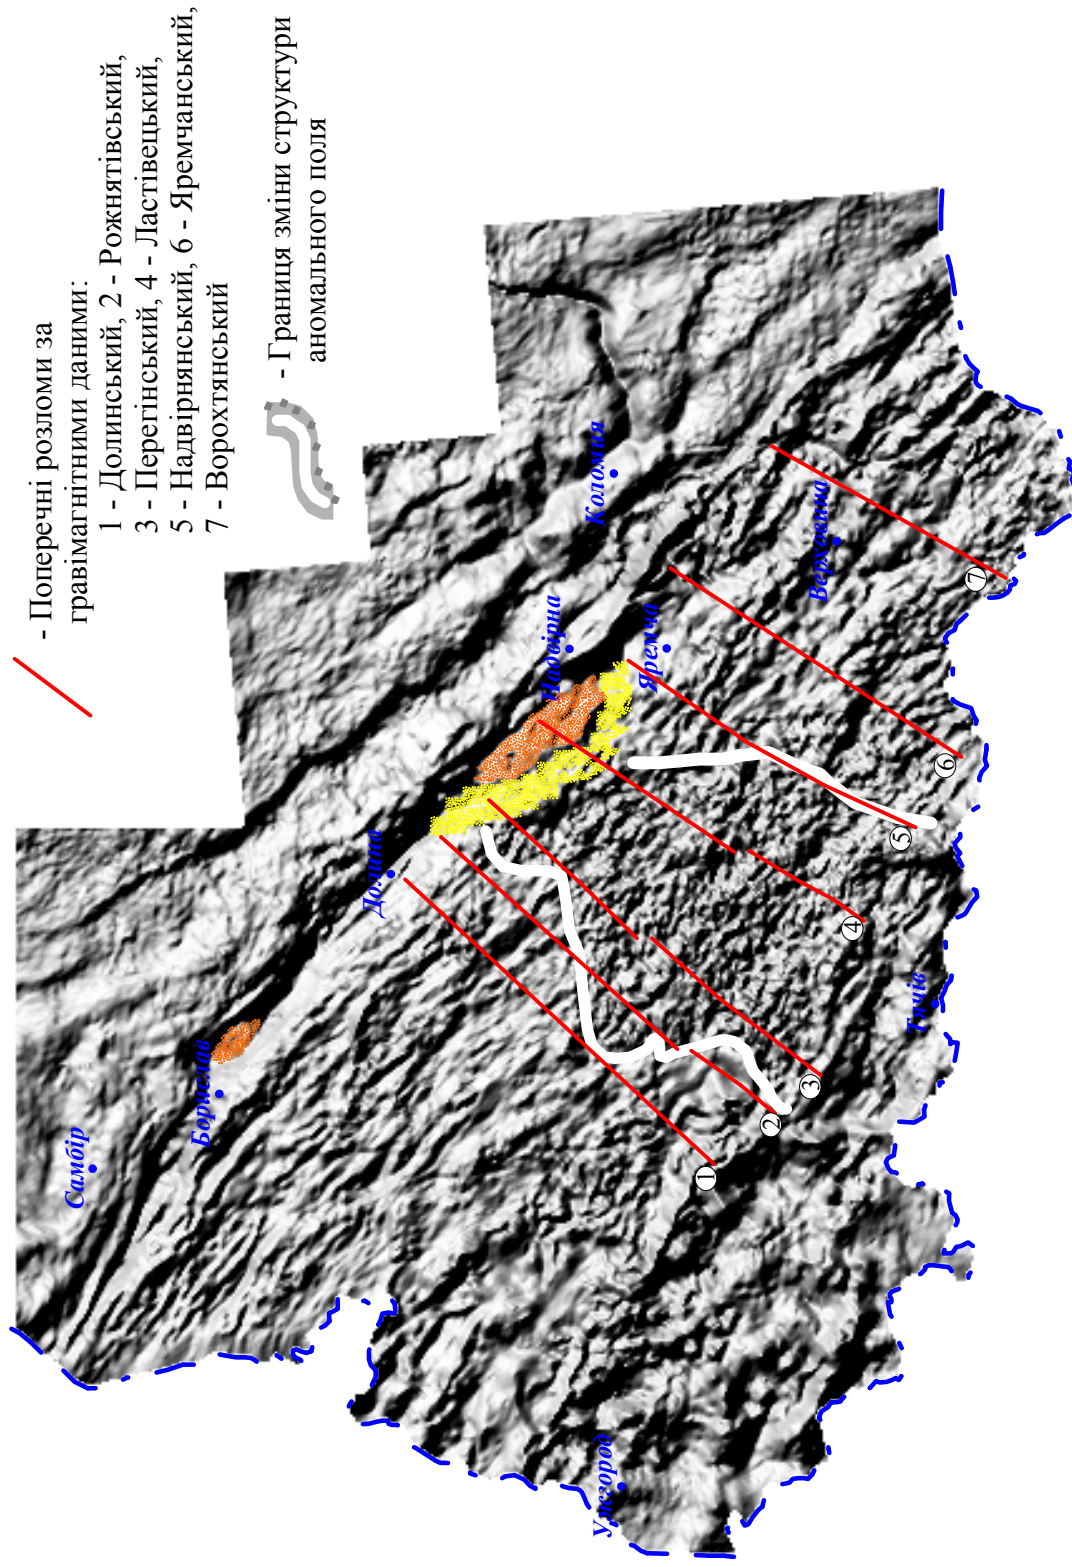 - Поперечні розломи за
гравімагнітними даними:
1 - Долинський, 2 - Рожнятівський,
3 - Перегінський, 4 - Ластівецький,
5 - Надвірнянський, 6 - Яремчанський,
7 - Ворохтянський
- Границя зміни структури
аномального поля
Самбір
Борислав
Долина
Надвірна
Коломия
Яремча
Верховина
Тячів
Ужгород
1
2
3
4
5
6
7